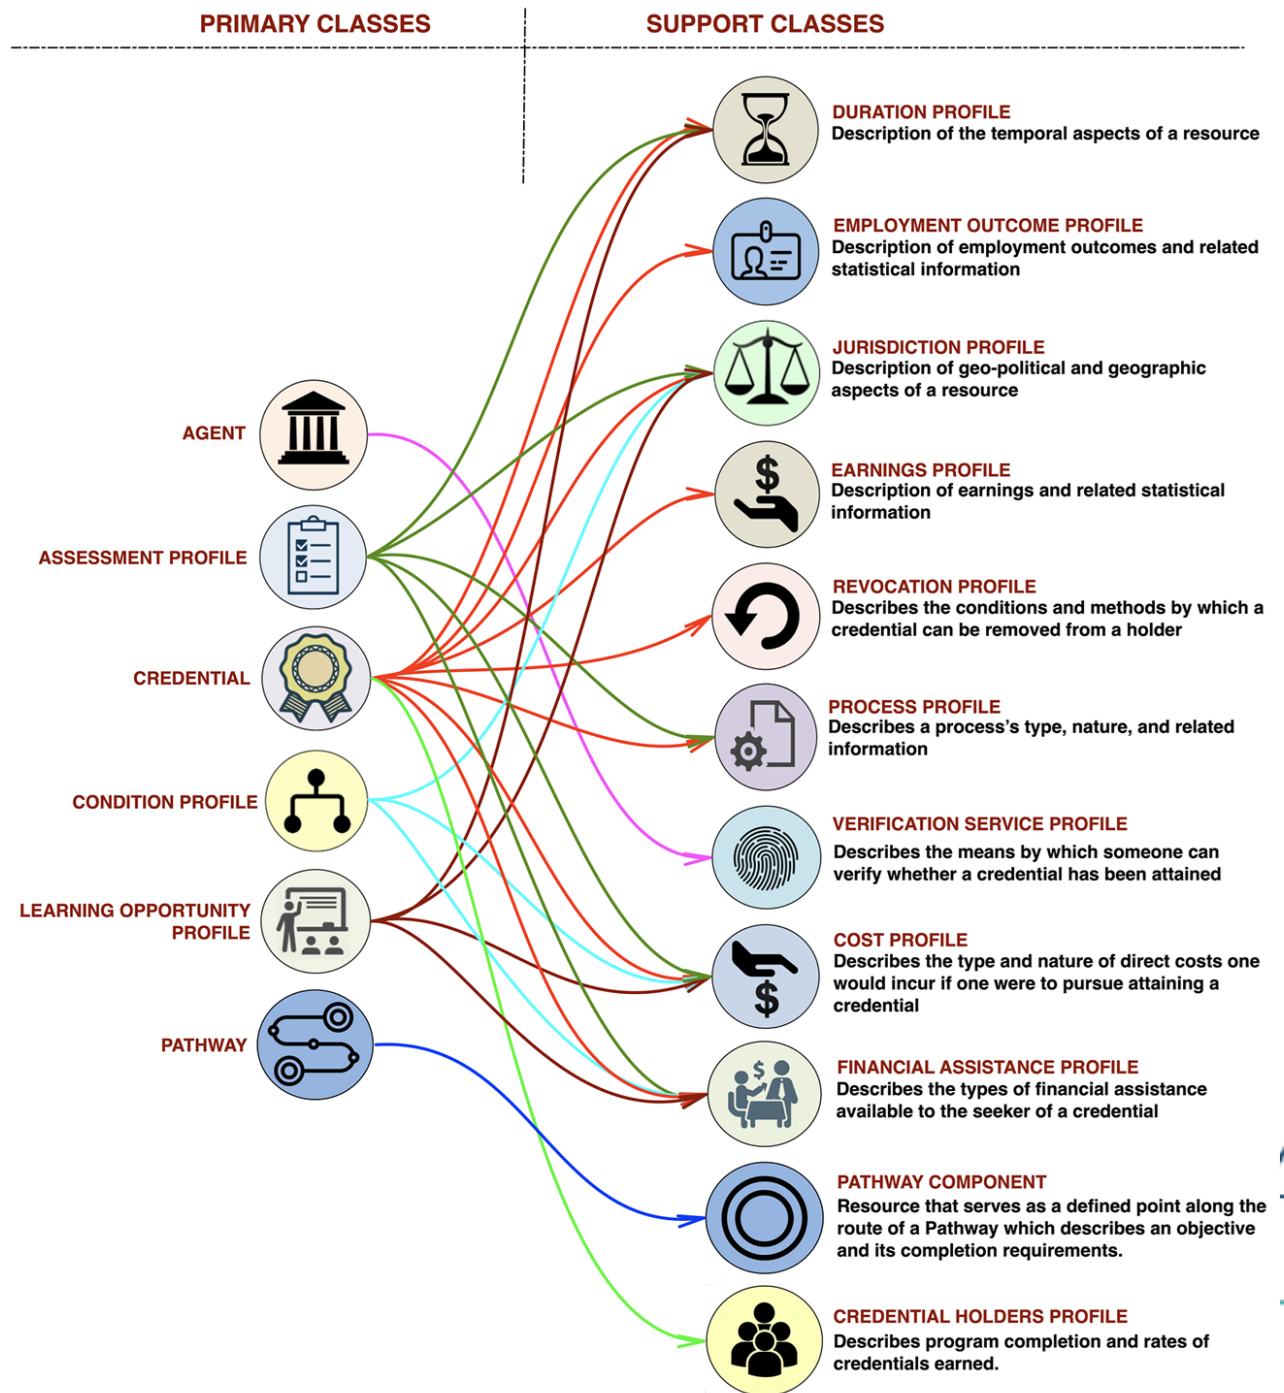 PRIMARY CLASSES
SUPPORT CLASSES
DURATION PROFILE
Description of the temporal aspects of a resource
EMPLOYMENT OUTCOME PROFILE
Description of employment outcomes and related
statistical information
JURISDICTION PROFILE
Description of geo-political and geographic
aspects of a resource
AGENT
EARNINGS PROFILE
Description of earnings and related statistical
information
ASSESSMENT PROFILE
REVOCATION PROFILE
Describes the conditions and methods by which a
credential can be removed from a holder
CREDENTIAL
PROCESS PROFILE
Describes a process’s type, nature, and related
information
CONDITION PROFILE
VERIFICATION SERVICE PROFILE
Describes the means by which someone can
verify whether a credential has been attained
LEARNING OPPORTUNITY
PROFILE
COST PROFILE
Describes the type and nature of direct costs one
would incur if one were to pursue attaining a
credential
PATHWAY
FINANCIAL ASSISTANCE PROFILE
Describes the types of financial assistance
available to the seeker of a credential
PATHWAY COMPONENT
Resource that serves as a defined point along the
route of a Pathway which describes an objective
and its completion requirements.
CREDENTIAL HOLDERS PROFILE
Describes program completion and rates of
credentials earned.